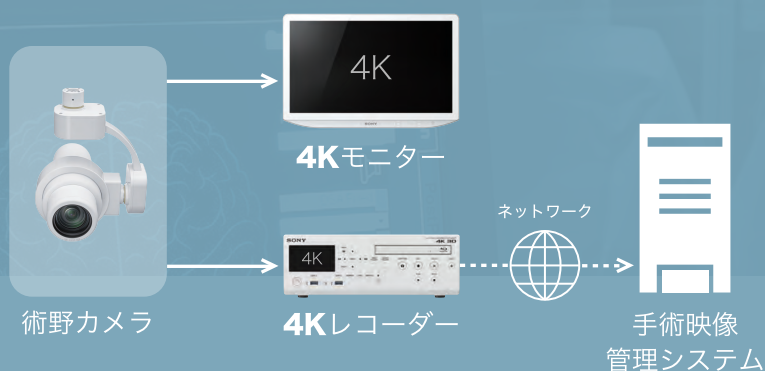 4K
SONY
4Kモニター
ネットワーク
SONY
4K 3D
4K
術野カメラ
4Kレコーダー
手術映像
管理システム